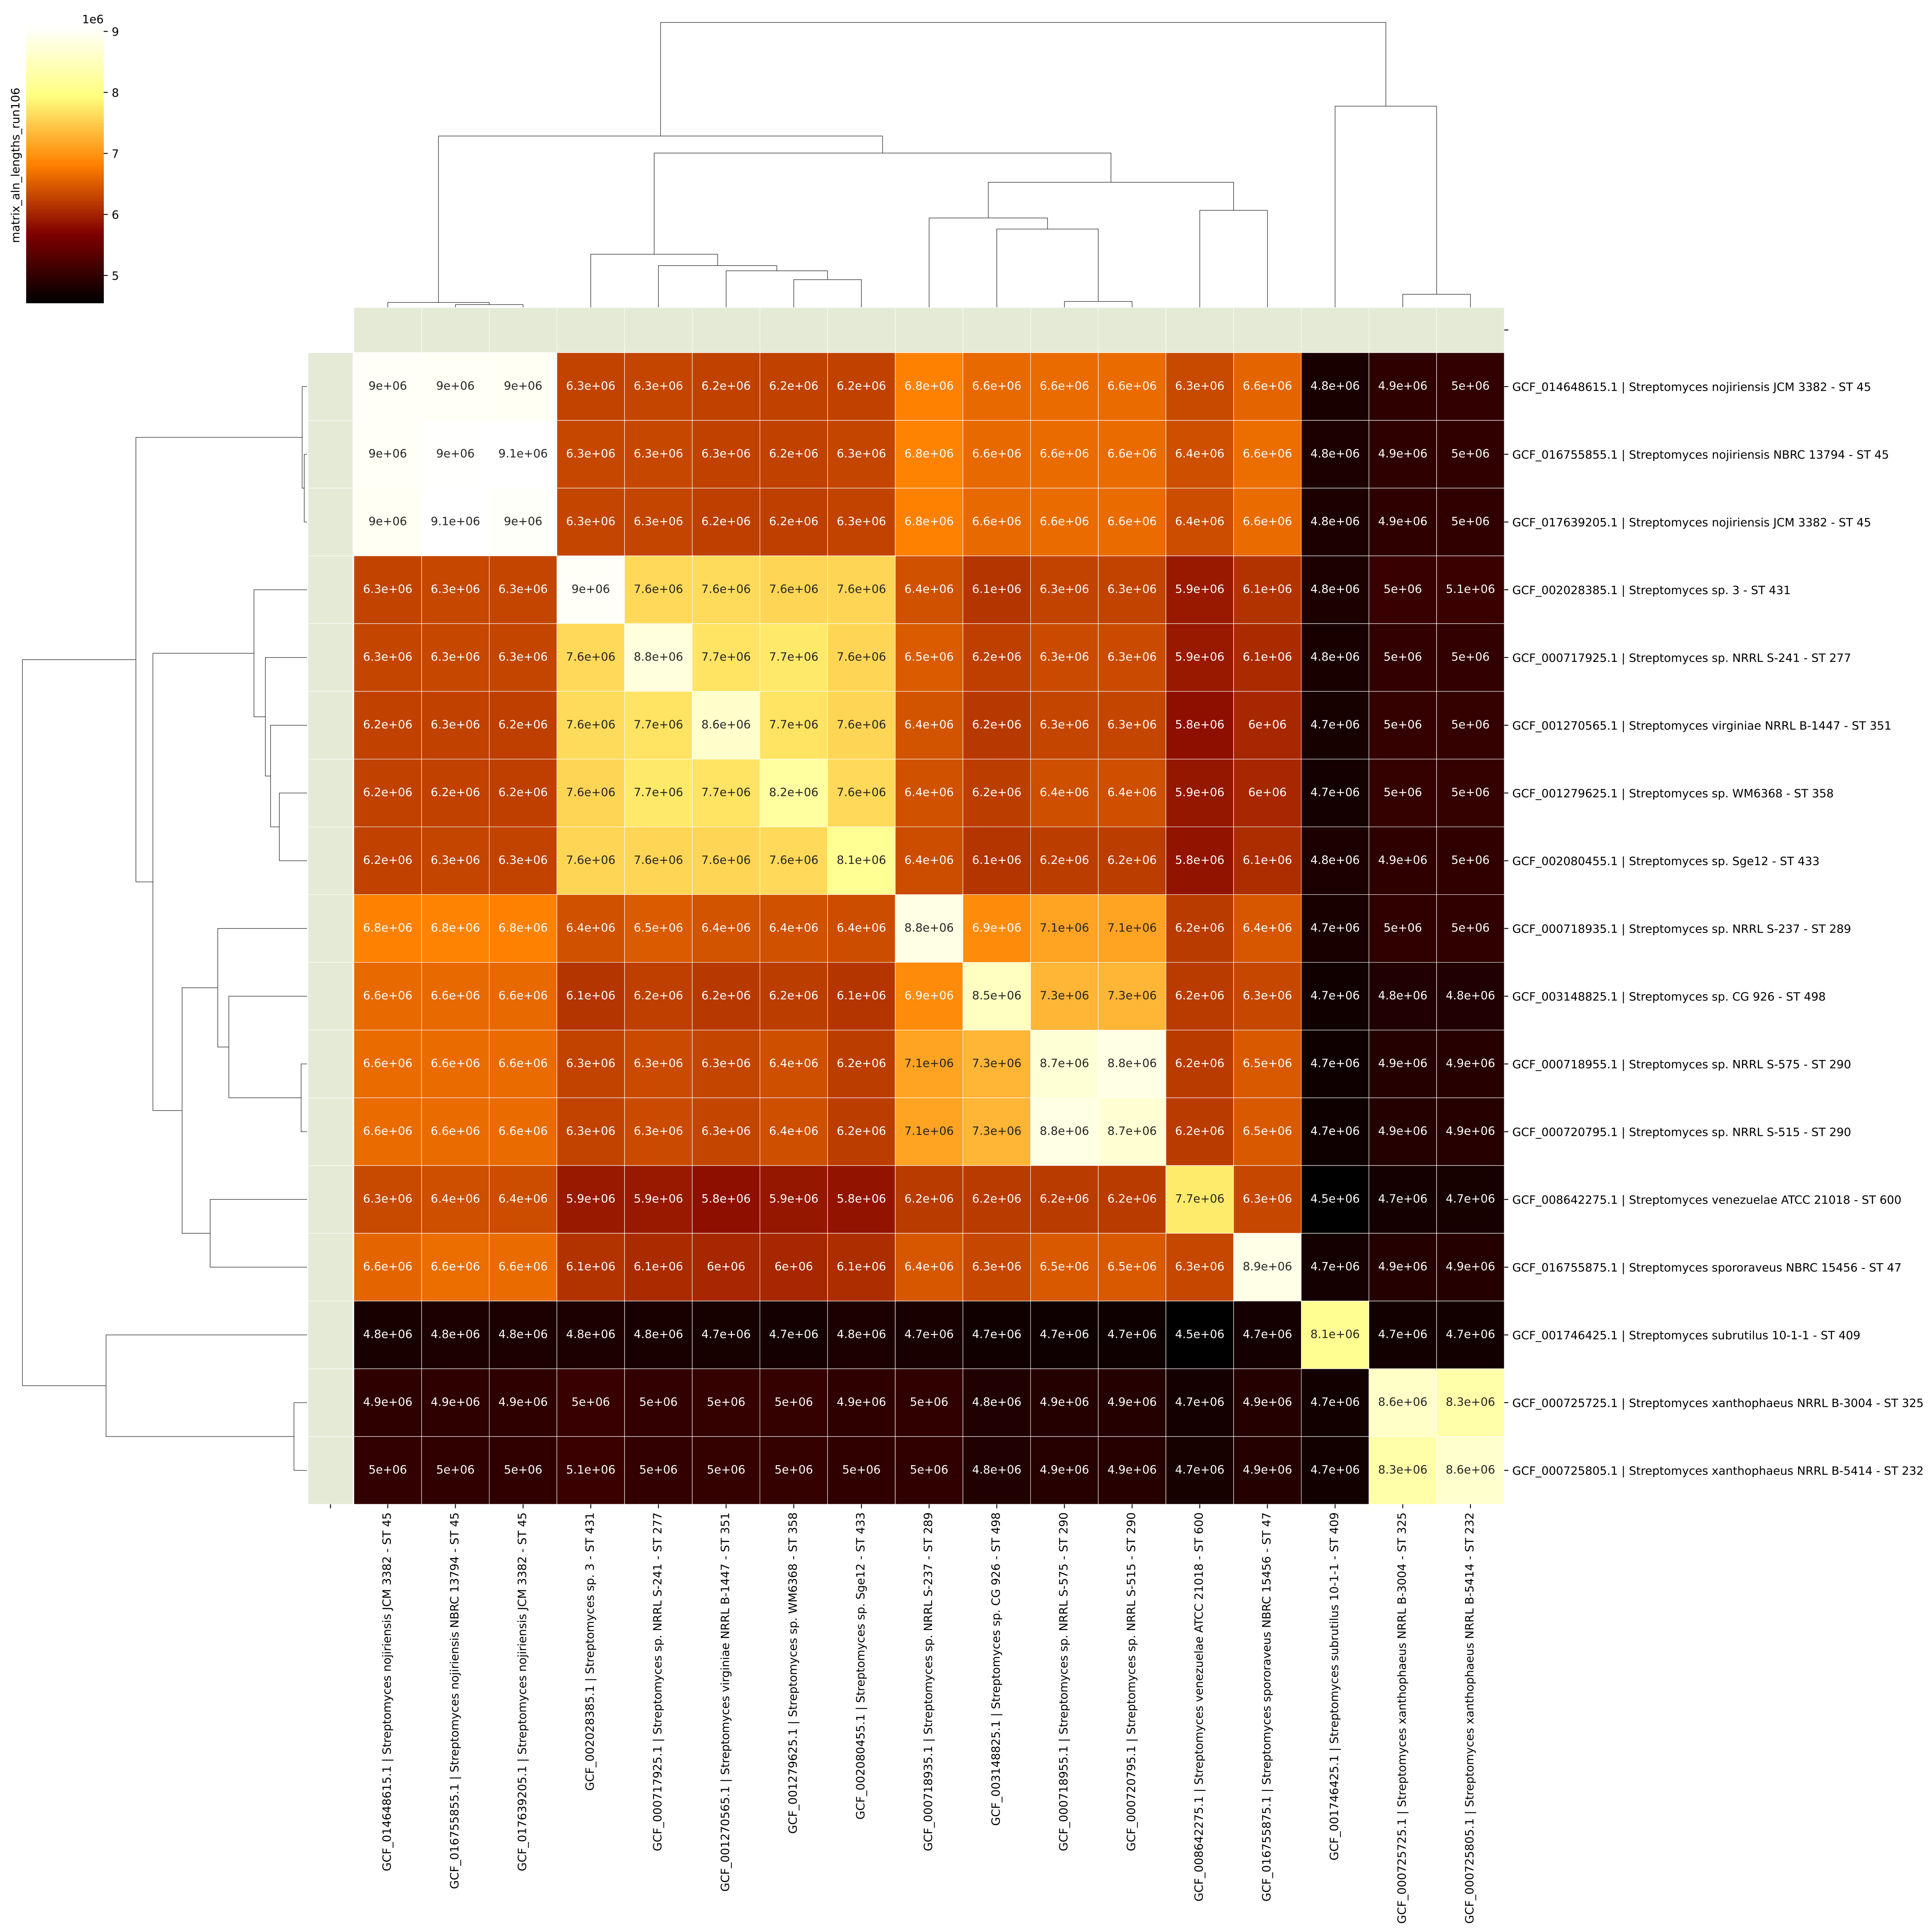 1e6
9
8
7
6
5
matrix_aln_lengths_run106
9e+06 9e+06 9e+06 6.3e+06 6.3e+06 6.2e+06 6.2e+06 6.2e+06 6.8e+06 6.6e+06 6.6e+06 6.6e+06 6.3e+06 6.6e+06 4.8e+06 4.9e+06 5e+06 GCF_014648615.1 | Streptomyces nojiriensis JCM 3382 - ST 45
9e+06 9e+06 9.1e+06 6.3e+06 6.3e+06 6.3e+06 6.2e+06 6.3e+06 6.8e+06 6.6e+06 6.6e+06 6.6e+06 6.4e+06 6.6e+06 4.8e+06 4.9e+06 5e+06 GCF_016755855.1 | Streptomyces nojiriensis NBRC 13794 - ST 45
9e+06 9.1e+06 9e+06 6.3e+06 6.3e+06 6.2e+06 6.2e+06 6.3e+06 6.8e+06 6.6e+06 6.6e+06 6.6e+06 6.4e+06 6.6e+06 4.8e+06 4.9e+06 5e+06 GCF_017639205.1 | Streptomyces nojiriensis JCM 3382 - ST 45
6.3e+06 6.3e+06 6.3e+06 9e+06 7.6e+06 7.6e+06 7.6e+06 7.6e+06 6.4e+06 6.1e+06 6.3e+06 6.3e+06 5.9e+06 6.1e+06 4.8e+06 5e+06 5.1e+06 GCF_002028385.1 | Streptomyces sp. 3 - ST 431
6.3e+06 6.3e+06 6.3e+06 7.6e+06 8.8e+06 7.7e+06 7.7e+06 7.6e+06 6.5e+06 6.2e+06 6.3e+06 6.3e+06 5.9e+06 6.1e+06 4.8e+06 5e+06 5e+06 GCF_000717925.1 | Streptomyces sp. NRRL S-241 - ST 277
6.2e+06 6.3e+06 6.2e+06 7.6e+06 7.7e+06 8.6e+06 7.7e+06 7.6e+06 6.4e+06 6.2e+06 6.3e+06 6.3e+06 5.8e+06 6e+06 4.7e+06 5e+06 5e+06 GCF_001270565.1 | Streptomyces virginiae NRRL B-1447 - ST 351
6.2e+06 6.2e+06 6.2e+06 7.6e+06 7.7e+06 7.7e+06 8.2e+06 7.6e+06 6.4e+06 6.2e+06 6.4e+06 6.4e+06 5.9e+06 6e+06 4.7e+06 5e+06 5e+06 GCF_001279625.1 | Streptomyces sp. WM6368 - ST 358
6.2e+06 6.3e+06 6.3e+06 7.6e+06 7.6e+06 7.6e+06 7.6e+06 8.1e+06 6.4e+06 6.1e+06 6.2e+06 6.2e+06 5.8e+06 6.1e+06 4.8e+06 4.9e+06 5e+06 GCF_002080455.1 | Streptomyces sp. Sge12 - ST 433
6.8e+06 6.8e+06 6.8e+06 6.4e+06 6.5e+06 6.4e+06 6.4e+06 6.4e+06 8.8e+06 6.9e+06 7.1e+06 7.1e+06 6.2e+06 6.4e+06 4.7e+06 5e+06 5e+06 GCF_000718935.1 | Streptomyces sp. NRRL S-237 - ST 289
6.6e+06 6.6e+06 6.6e+06 6.1e+06 6.2e+06 6.2e+06 6.2e+06 6.1e+06 6.9e+06 8.5e+06 7.3e+06 7.3e+06 6.2e+06 6.3e+06 4.7e+06 4.8e+06 4.8e+06 GCF_003148825.1 | Streptomyces sp. CG 926 - ST 498
6.6e+06 6.6e+06 6.6e+06 6.3e+06 6.3e+06 6.3e+06 6.4e+06 6.2e+06 7.1e+06 7.3e+06 8.7e+06 8.8e+06 6.2e+06 6.5e+06 4.7e+06 4.9e+06 4.9e+06 GCF_000718955.1 | Streptomyces sp. NRRL S-575 - ST 290
6.6e+06 6.6e+06 6.6e+06 6.3e+06 6.3e+06 6.3e+06 6.4e+06 6.2e+06 7.1e+06 7.3e+06 8.8e+06 8.7e+06 6.2e+06 6.5e+06 4.7e+06 4.9e+06 4.9e+06 GCF_000720795.1 | Streptomyces sp. NRRL S-515 - ST 290
6.3e+06 6.4e+06 6.4e+06 5.9e+06 5.9e+06 5.8e+06 5.9e+06 5.8e+06 6.2e+06 6.2e+06 6.2e+06 6.2e+06 7.7e+06 6.3e+06 4.5e+06 4.7e+06 4.7e+06 GCF_008642275.1 | Streptomyces venezuelae ATCC 21018 - ST 600
6.6e+06 6.6e+06 6.6e+06 6.1e+06 6.1e+06 6e+06 6e+06 6.1e+06 6.4e+06 6.3e+06 6.5e+06 6.5e+06 6.3e+06 8.9e+06 4.7e+06 4.9e+06 4.9e+06 GCF_016755875.1 | Streptomyces spororaveus NBRC 15456 - ST 47
4.8e+06 4.8e+06 4.8e+06 4.8e+06 4.8e+06 4.7e+06 4.7e+06 4.8e+06 4.7e+06 4.7e+06 4.7e+06 4.7e+06 4.5e+06 4.7e+06 8.1e+06 4.7e+06 4.7e+06 GCF_001746425.1 | Streptomyces subrutilus 10-1-1 - ST 409
4.9e+06 4.9e+06 4.9e+06 5e+06 5e+06 5e+06 5e+06 4.9e+06 5e+06 4.8e+06 4.9e+06 4.9e+06 4.7e+06 4.9e+06 4.7e+06 8.6e+06 8.3e+06 GCF_000725725.1 | Streptomyces xanthophaeus NRRL B-3004 - ST 325
5e+06 5e+06 5e+06 5.1e+06 5e+06 5e+06 5e+06 5e+06 5e+06 4.8e+06 4.9e+06 4.9e+06 4.7e+06 4.9e+06 4.7e+06 8.3e+06 8.6e+06 GCF_000725805.1 | Streptomyces xanthophaeus NRRL B-5414 - ST 232
GCF_014648615.1 | Streptomyces nojiriensis JCM 3382 - ST 45
GCF_016755855.1 | Streptomyces nojiriensis NBRC 13794 - ST 45
GCF_017639205.1 | Streptomyces nojiriensis JCM 3382 - ST 45
GCF_002028385.1 | Streptomyces sp. 3 - ST 431
GCF_000717925.1 | Streptomyces sp. NRRL S-241 - ST 277
GCF_001270565.1 | Streptomyces virginiae NRRL B-1447 - ST 351
GCF_001279625.1 | Streptomyces sp. WM6368 - ST 358
GCF_002080455.1 | Streptomyces sp. Sge12 - ST 433
GCF_000718935.1 | Streptomyces sp. NRRL S-237 - ST 289
GCF_003148825.1 | Streptomyces sp. CG 926 - ST 498
GCF_000718955.1 | Streptomyces sp. NRRL S-575 - ST 290
GCF_000720795.1 | Streptomyces sp. NRRL S-515 - ST 290
GCF_008642275.1 | Streptomyces venezuelae ATCC 21018 - ST 600
GCF_016755875.1 | Streptomyces spororaveus NBRC 15456 - ST 47
GCF_001746425.1 | Streptomyces subrutilus 10-1-1 - ST 409
GCF_000725725.1 | Streptomyces xanthophaeus NRRL B-3004 - ST 325
GCF_000725805.1 | Streptomyces xanthophaeus NRRL B-5414 - ST 232